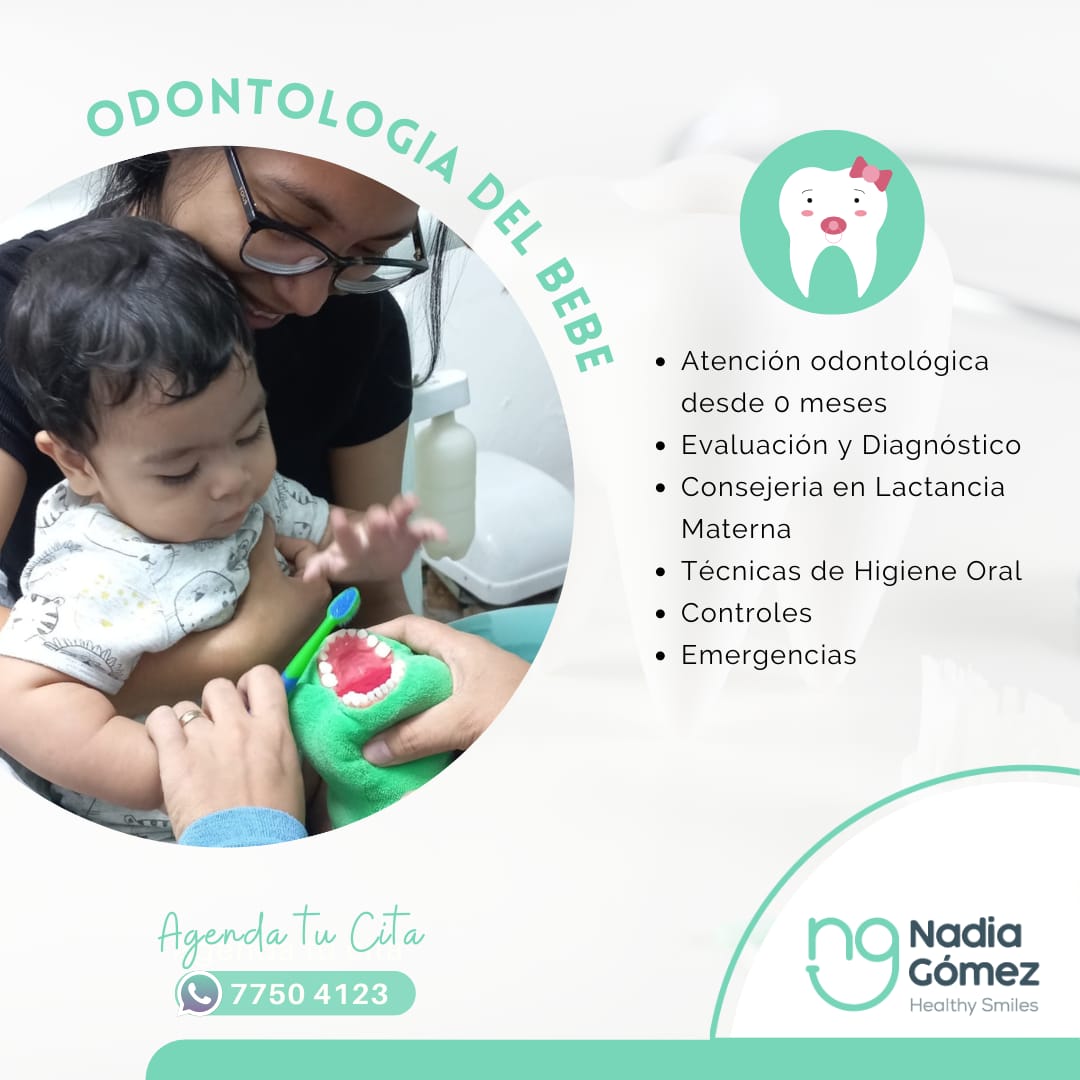 ODONTOLOGIA DEL BEBE
Atención odontológica
desde 0 meses
Evaluación y Diagnóstico
Consejeria en Lactancia
Materna
Técnicas de Higiene Oral
Controles
Emergencias
Agenda tu Cita
7750 4123
ng
Nadia
Gómez
Healthy Smiles